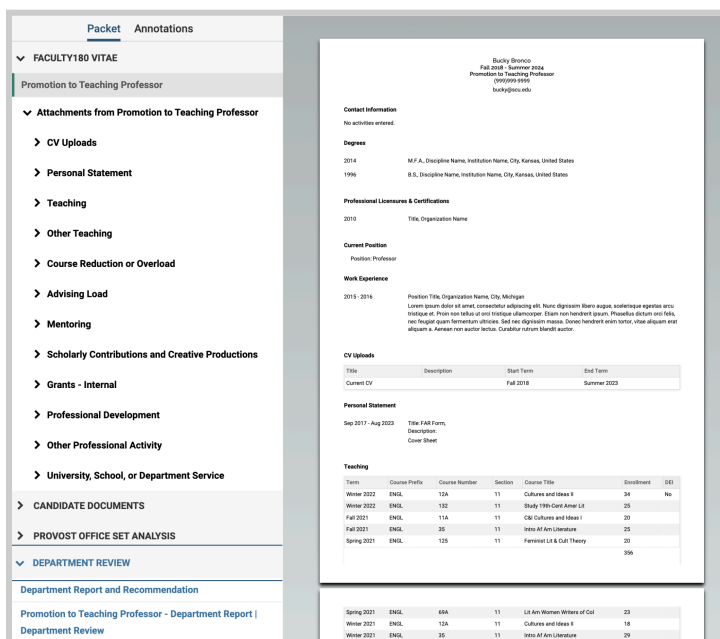 Packet Annotations
FACULTY180 VITAE
Promotion to Teaching Professor
Attachments from Promotion to Teaching Professor
CV Uploads
Personal Statement
Teaching
Other Teaching
Course Reduction or Overload
Advising Load
Mentoring
Scholarly Contributions and Creative Productions
Grants - Internal
Professional Development
Other Professional Activity
University, School, or Department Service
CANDIDATE DOCUMENTS
PROVOST OFFICE SET ANALYSIS
DEPARTMENT REVIEW
Department Report and Recommendation
Promotion to Teaching Professor - Department Report |
Department Review
Bucky Bronco
Fall 2018 - Summer 2024
Promotion to Teaching Professor
(999)999-9999
bucky@scu.edu
Contact Information
No activities entered.
Degrees
2014 M.F.A., Discipline Name, Institution Name, City, Kansas, United States
1996 B.S., Discipline Name, Institution Name, City, Kansas, United States
Professional Licensures & Certifications
2010 Title, Organization Name
Current Position
Position: Professor
Work Experience
2015 - 2016 Position Title, Organization Name, City, Michigan
Lorem ipsum dolor sit amet, consectetur adipiscing elit. Nunc dignissim libero augue, scelerisque egestas arcu
tristique et. Proin non tellus ut orci tristique ullamcorper. Etiam non hendrerit ipsum. Phasellus dictum orci felis,
nec feugiat quam fermentum ultricies. Sed nec dignissim massa. Donec hendrerit enim tortor, vitae aliquam erat
aliquam a. Aenean non auctor lectus. Curabitur rutrum blandit auctor.
CV Uploads
Title Description Start Term End Term
Current CV Fall 2018 Summer 2023
Personal Statement
Sep 2017 - Aug 2023 Title: FAR Form,
Description:
Cover Sheet
Teaching
Term Course Prefix Course Number Section Course Title Enrollment DEI
Winter 2022 ENGL 12A 11 Cultures and Ideas II 34 No
Winter 2022 ENGL 132 11 Study 19th-Cent Amer Lit 25
Fall 2021 ENGL 11A 11 C&I Cultures and Ideas I 20
Fall 2021 ENGL 35 11 Intro Af Am Literature 25
Spring 2021 ENGL 125 11 Feminist Lit & Cult Theory 20
356
Spring 2021 ENGL 69A 11 Lit Am Women Writers of Col 23
Winter 2021 ENGL 12A 11 Cultures and Ideas II 18
Winter 2021 ENGL 35 11 Intro Af Am Literature 29